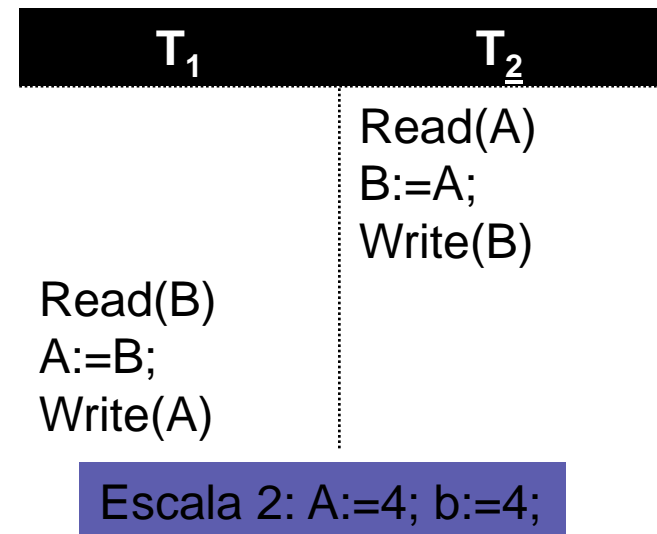 T₁ T₂
Read(A)
B:=A;
Write(B)
Read(B)
A:=B;
Write(A)
Escala 2: A:=4; b:=4;